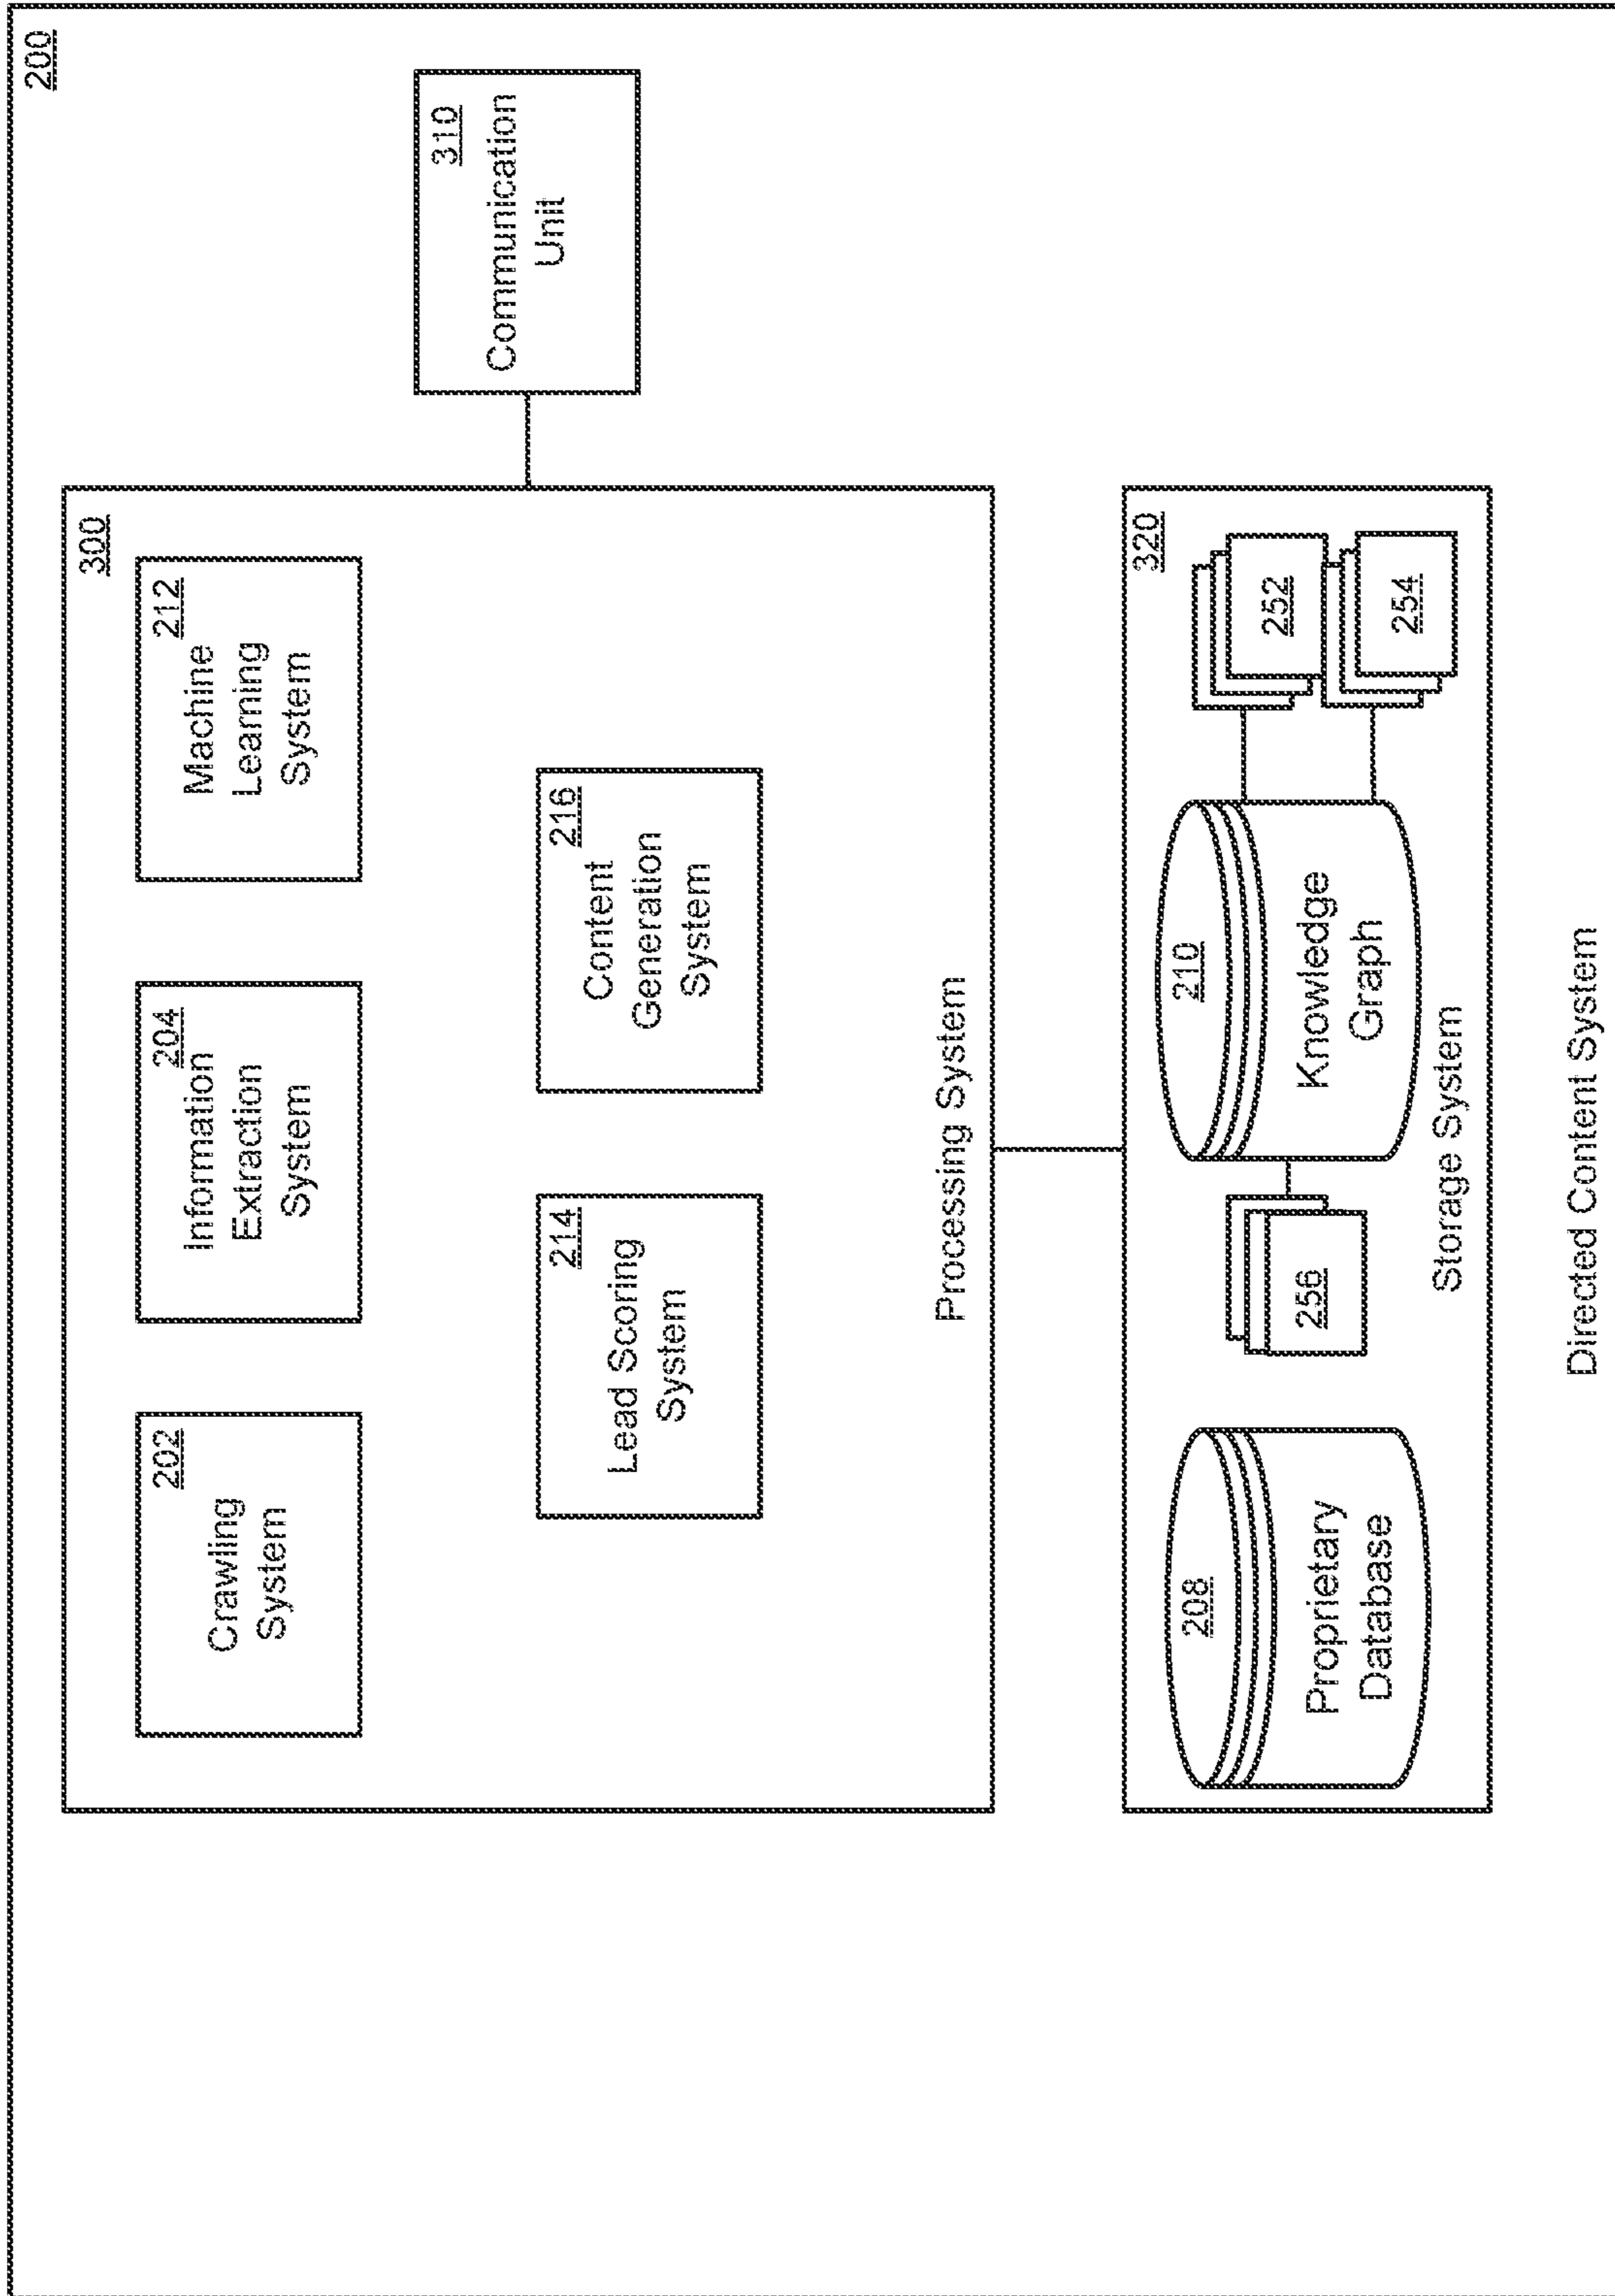 200
300
202
Crawling
System
204
Information
Extraction
System
212
Machine
Learning
System
214
Lead Scoring
System
216
Content
Generation
System
Processing System
310
Communication
Unit
320
208
Proprietary
Database
256
210
Knowledge
Graph
252
254
Storage System
Directed Content System